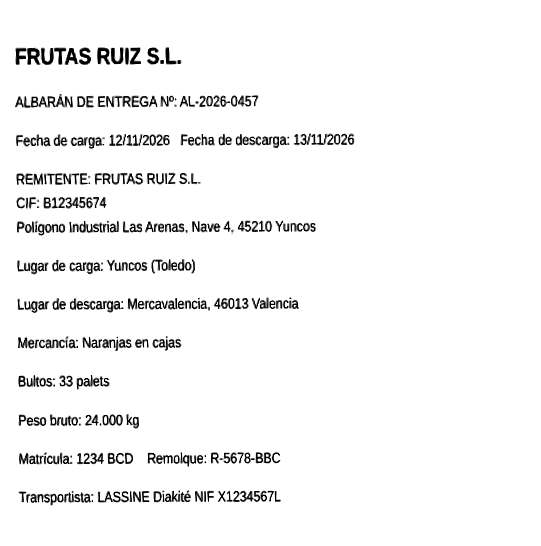 FRUTAS RUIZ S.L.
ALBARÁN DE ENTREGA Nº: AL-2026-0457
Fecha de carga: 12/11/2026 Fecha de descarga: 13/11/2026
REMITENTE: FRUTAS RUIZ S.L.
CIF: B12345674
Polígono Industrial Las Arenas, Nave 4, 45210 Yuncos
Lugar de carga: Yuncos (Toledo)
Lugar de descarga: Mercavalencia, 46013 Valencia
Mercancía: Naranjas en cajas
Bultos: 33 palets
Peso bruto: 24.000 kg
Matrícula: 1234 BCD Remolque: R-5678-BBC
Transportista: LASSINE Diakité NIF X1234567L